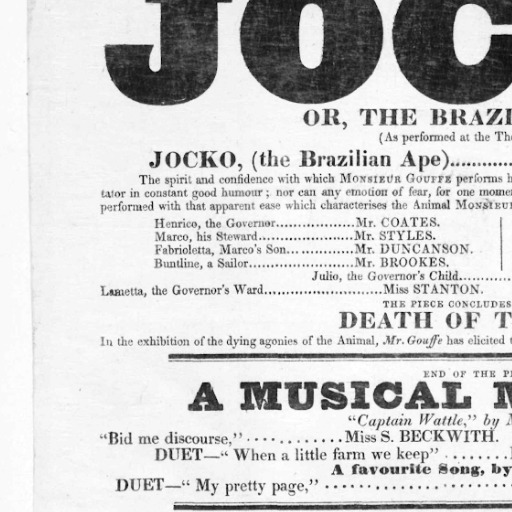 JOC
OR, THE BRAZI
(As performed at the The
JOCKO, (the Brazilian Ape)..............
The spirit and confidence with which MONSIEUR GOUFFE performs h
tator in constant good humour; nor can any emotion of fear, for one mome
performed with that apparent ease which characterises the Animal MONSIEU
Henrico, the Governor..................Mr. COATES.
Marco, his Steward.....................Mr. STYLES.
Fabrioletta, Marco's Son...............Mr. DUNCANSON.
Buntline, a Sailor.....................Mr. BROOKES.
Julio, the Governor's Child............
Lametta, the Governor's Ward...........................Miss STANTON.
THE PIECE CONCLUDES
DEATH OF T
In the exhibition of the dying agonies of the Animal, Mr. Gouffe has elicited t
END OF THE PI
A MUSICAL M
"Captain Wattle," by M
"Bid me discourse,"............Miss S. BECKWITH.
DUET—" When a little farm we keep" ........
A favourite Song, by
DUET—" My pretty page," ........................